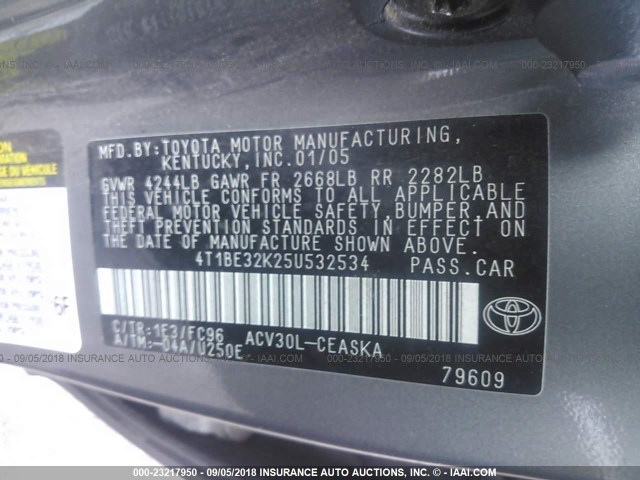 MFD.BY:TOYOTA MOTOR MANUFACTURING,
KENTUCKY, INC. 01/05
GVWR 4244LB GAWR FR 2668LB RR 2282LB
THIS VEHICLE CONFORMS TO ALL APPLICABLE
FEDERAL MOTOR VEHICLE SAFETY, BUMPER, AND
THEFT PREVENTION STANDARDS IN EFFECT ON
THE DATE OF MANUFACTURE SHOWN ABOVE.
4T1BE32K25U532534 PASS.CAR
C/TR:1E3/FC96
A/TM:-04A/U250E ACV30L-CEASKA
TOYOTA
79609
000-23217950 - 09/05/2018 INSURANCE AUTO AUCTIONS, INC. © - IAAI.COM